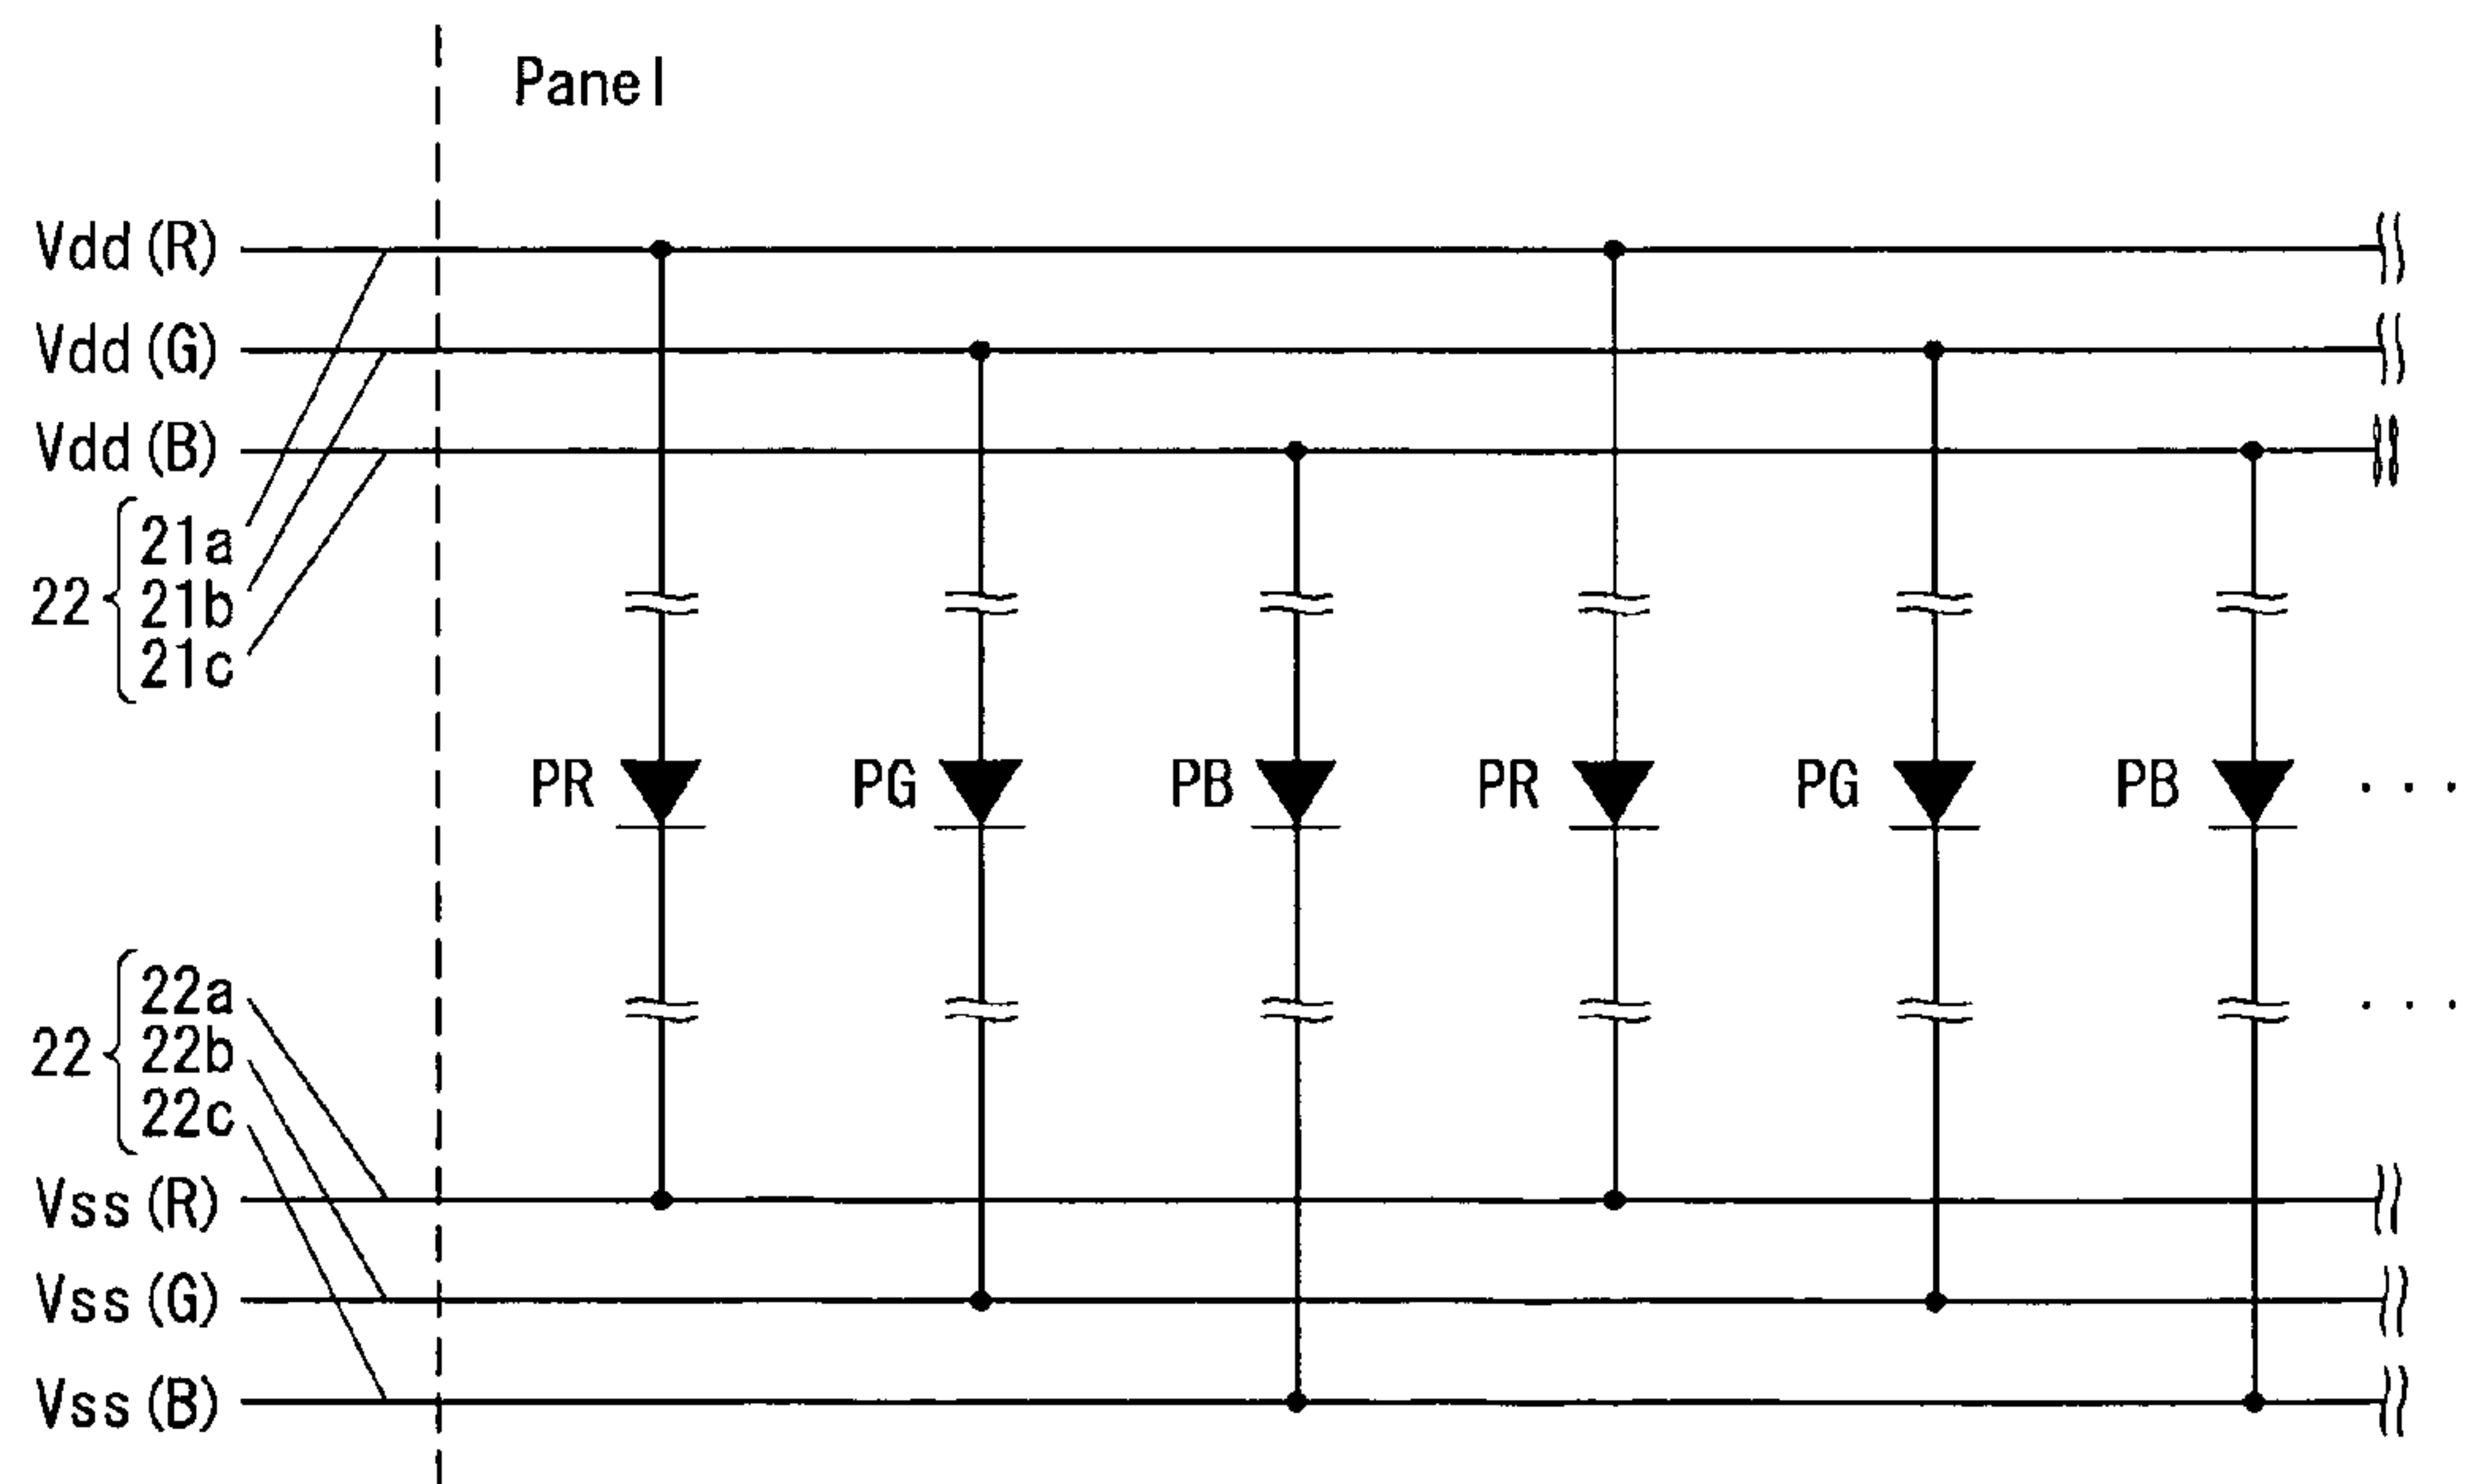 Panel
Vdd(R)
Vdd(G)
Vdd(B)
21a
22 21b
21c
PR PG PB PR PG PB ...
...
22a
22 22b
22c
Vss(R)
Vss(G)
Vss(B)